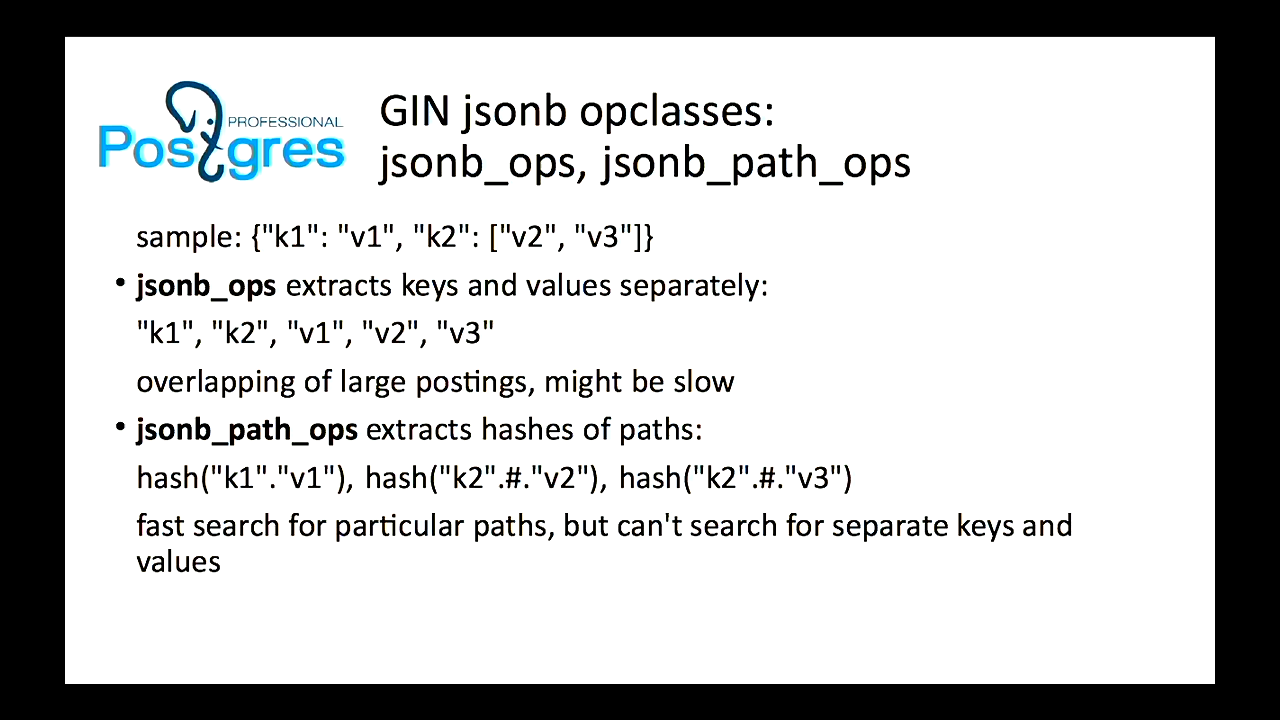 PROFESSIONAL
Postgres
GIN jsonb opclasses:
jsonb_ops, jsonb_path_ops
sample: {"k1": "v1", "k2": ["v2", "v3"]}
• jsonb_ops extracts keys and values separately:
"k1", "k2", "v1", "v2", "v3"
overlapping of large postings, might be slow
• jsonb_path_ops extracts hashes of paths:
hash("k1"."v1"), hash("k2".#."v2"), hash("k2".#."v3")
fast search for particular paths, but can't search for separate keys and
values